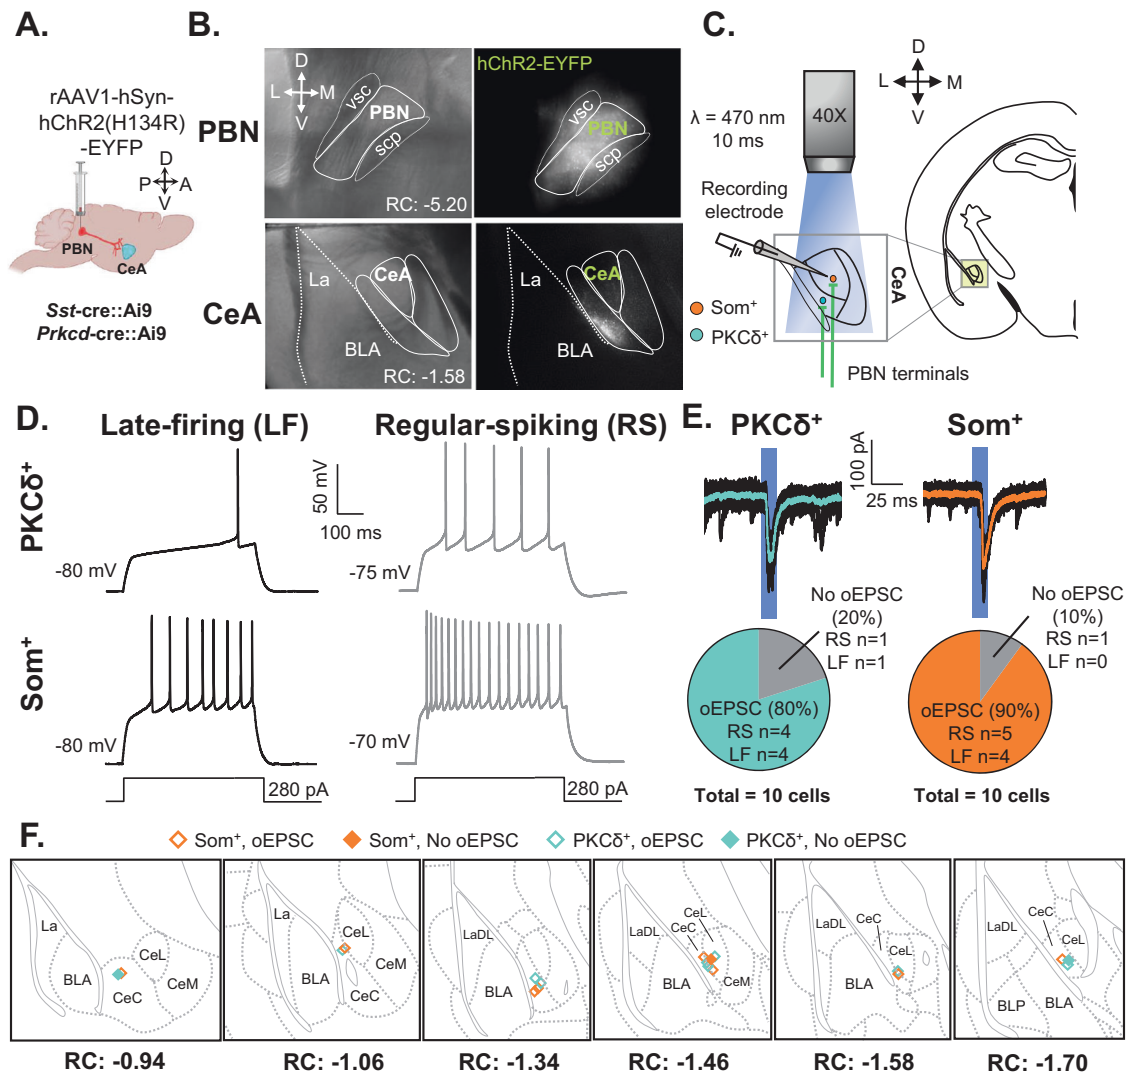 A.
rAAV1-hSyn-
hChR2(H134R)
-EYFP
D
P A
V
PBN
CeA
Sst-cre::Ai9
Prkcd-cre::Ai9
B.
PBN
D
L M
V
vsc
PBN
scp
RC: -5.20
hChR2-EYFP
vsc
PBN
scp
CeA
La
CeA
BLA
RC: -1.58
CeA
BLA
C.
D
L M
V
λ = 470 nm
10 ms
40X
Recording
electrode
CeA
Som+
PKCδ+
PBN terminals
D.
Late-firing (LF)
Regular-spiking (RS)
PKCδ+
50 mV
100 ms
-80 mV
-75 mV
Som+
-80 mV
-70 mV
280 pA
280 pA
E.
PKCδ+
Som+
100 pA
25 ms
No oEPSC
(20%)
RS n=1
LF n=1
oEPSC (80%)
RS n=4
LF n=4
Total = 10 cells
No oEPSC
(10%)
RS n=1
LF n=0
oEPSC (90%)
RS n=5
LF n=4
Total = 10 cells
F.
Som+, oEPSC
Som+, No oEPSC
PKCδ+, oEPSC
PKCδ+, No oEPSC
La
BLA
CeL
CeC
CeM
RC: -0.94
La
CeL
BLA
CeM
CeC
RC: -1.06
LaDL
BLA
RC: -1.34
CeL
CeC
LaDL
CeM
BLA
RC: -1.46
LaDL
CeC
CeL
BLA
RC: -1.58
CeC
LaDL
CeL
BLP
BLA
RC: -1.70